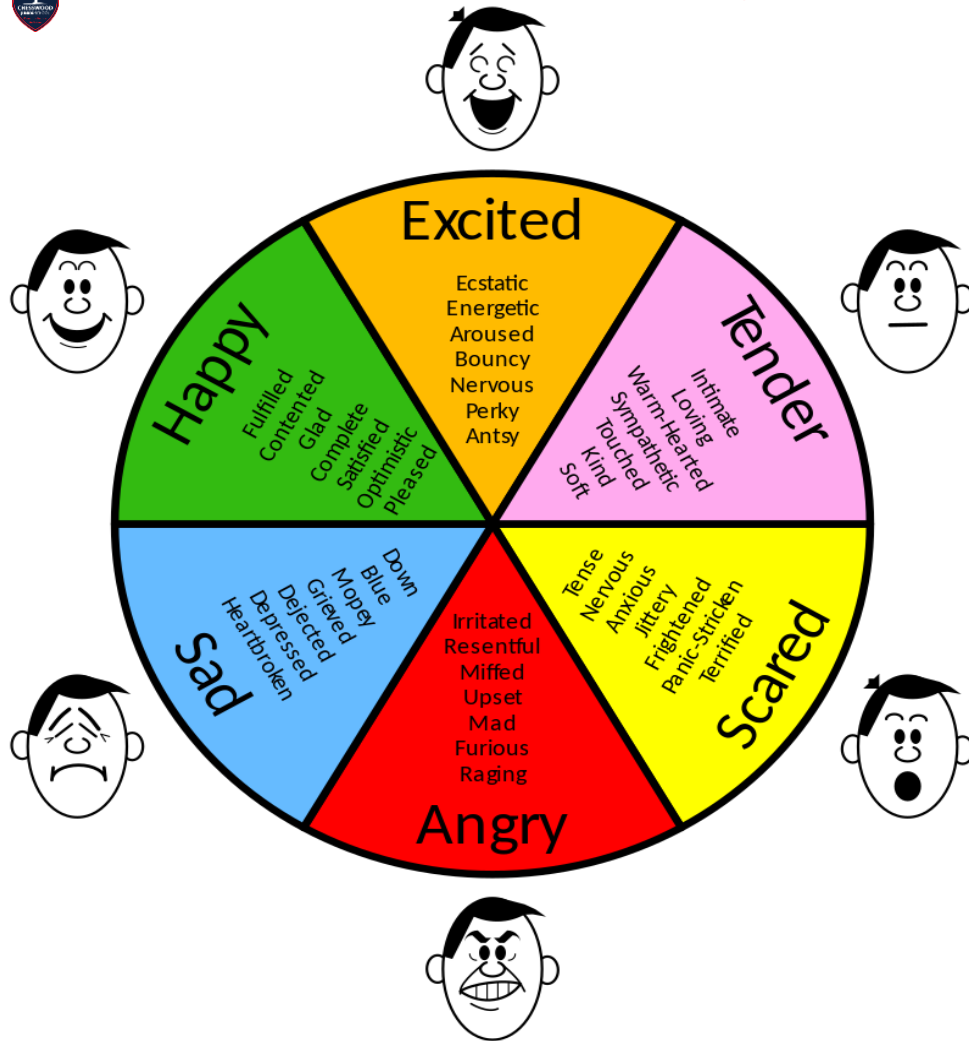 CHESSWOOD
Excited
Ecstatic
Energetic
Aroused
Bouncy
Nervous
Perky
Antsy
Tender
Intimate
Loving
Warm-Hearted
Sympathetic
Touched
Kind
Soft
Scared
Tense
Nervous
Anxious
Jittery
Frightened
Panic-Stricken
Terrified
Angry
Irritated
Resentful
Miffed
Upset
Mad
Furious
Raging
Sad
Down
Blue
Mopey
Grieved
Dejected
Depressed
Heartbroken
Happy
Fulfilled
Contented
Glad
Complete
Satisfied
Optimistic
Pleased